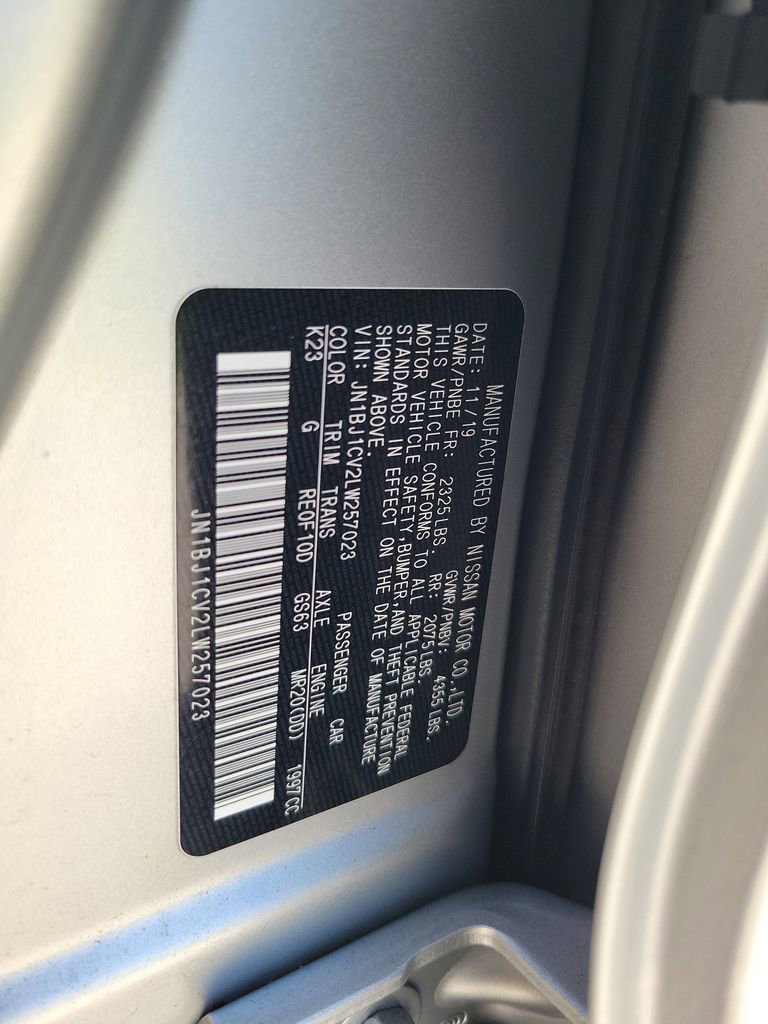 MANUFACTURED BY NISSAN MOTOR CO.,LTD.
DATE: 11/19 GVWR/PNBV: 4355LBS.
GAWR/PNBE FR: 2325LBS. RR: 2075LBS.
THIS VEHICLE CONFORMS TO ALL APPLICABLE FEDERAL
MOTOR VEHICLE SAFETY,BUMPER,AND THEFT PREVENTION
STANDARDS IN EFFECT ON THE DATE OF MANUFACTURE
SHOWN ABOVE.
VIN: JN1BJ1CV2LW257023 PASSENGER CAR
COLOR TRIM TRANS AXLE ENGINE
K23 G RE0F10D GS63 MR20(DD) 1997CC
JN1BJ1CV2LW257023